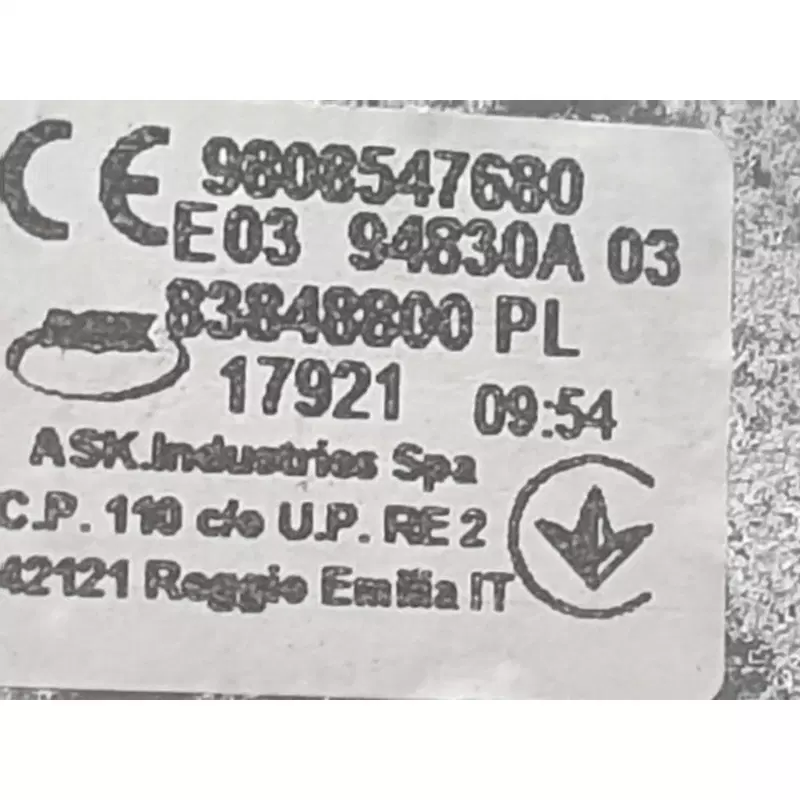 CE 9808547680
E03 94830A 03
83848800 PL
17921 09:54
ASK.Industries Spa
C.P. 110 c/o U.P. RE 2
42121 Reggio Emilia IT